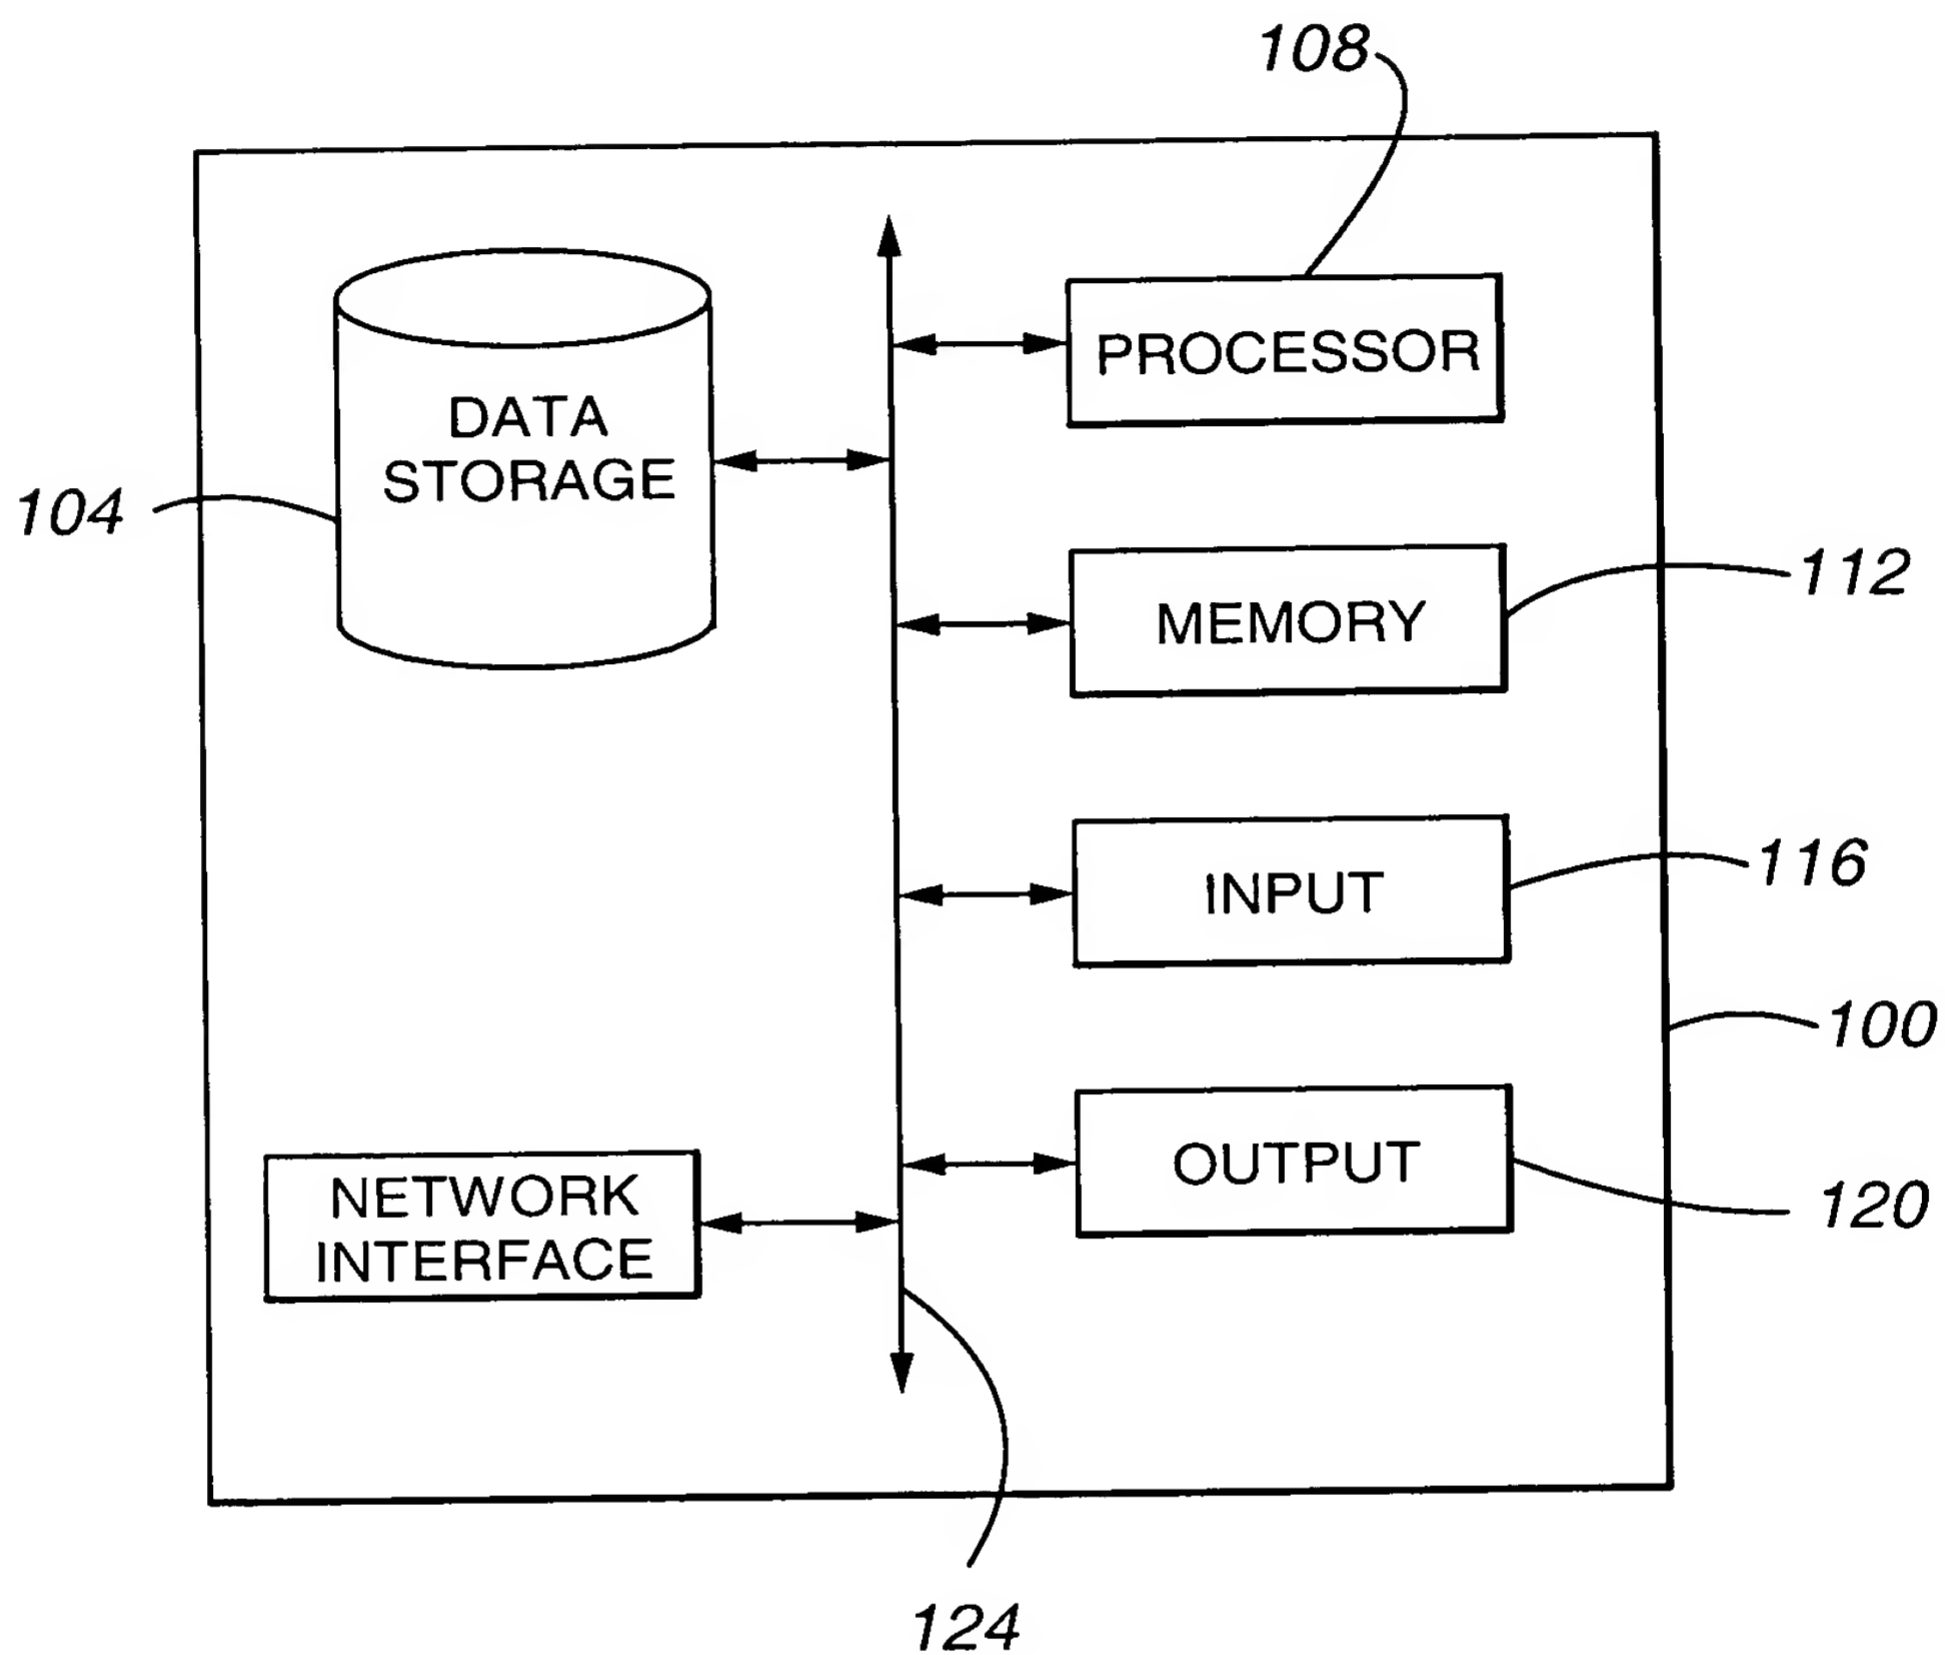 108
PROCESSOR
DATA
STORAGE
104
MEMORY
112
INPUT
116
100
OUTPUT
120
NETWORK
INTERFACE
124